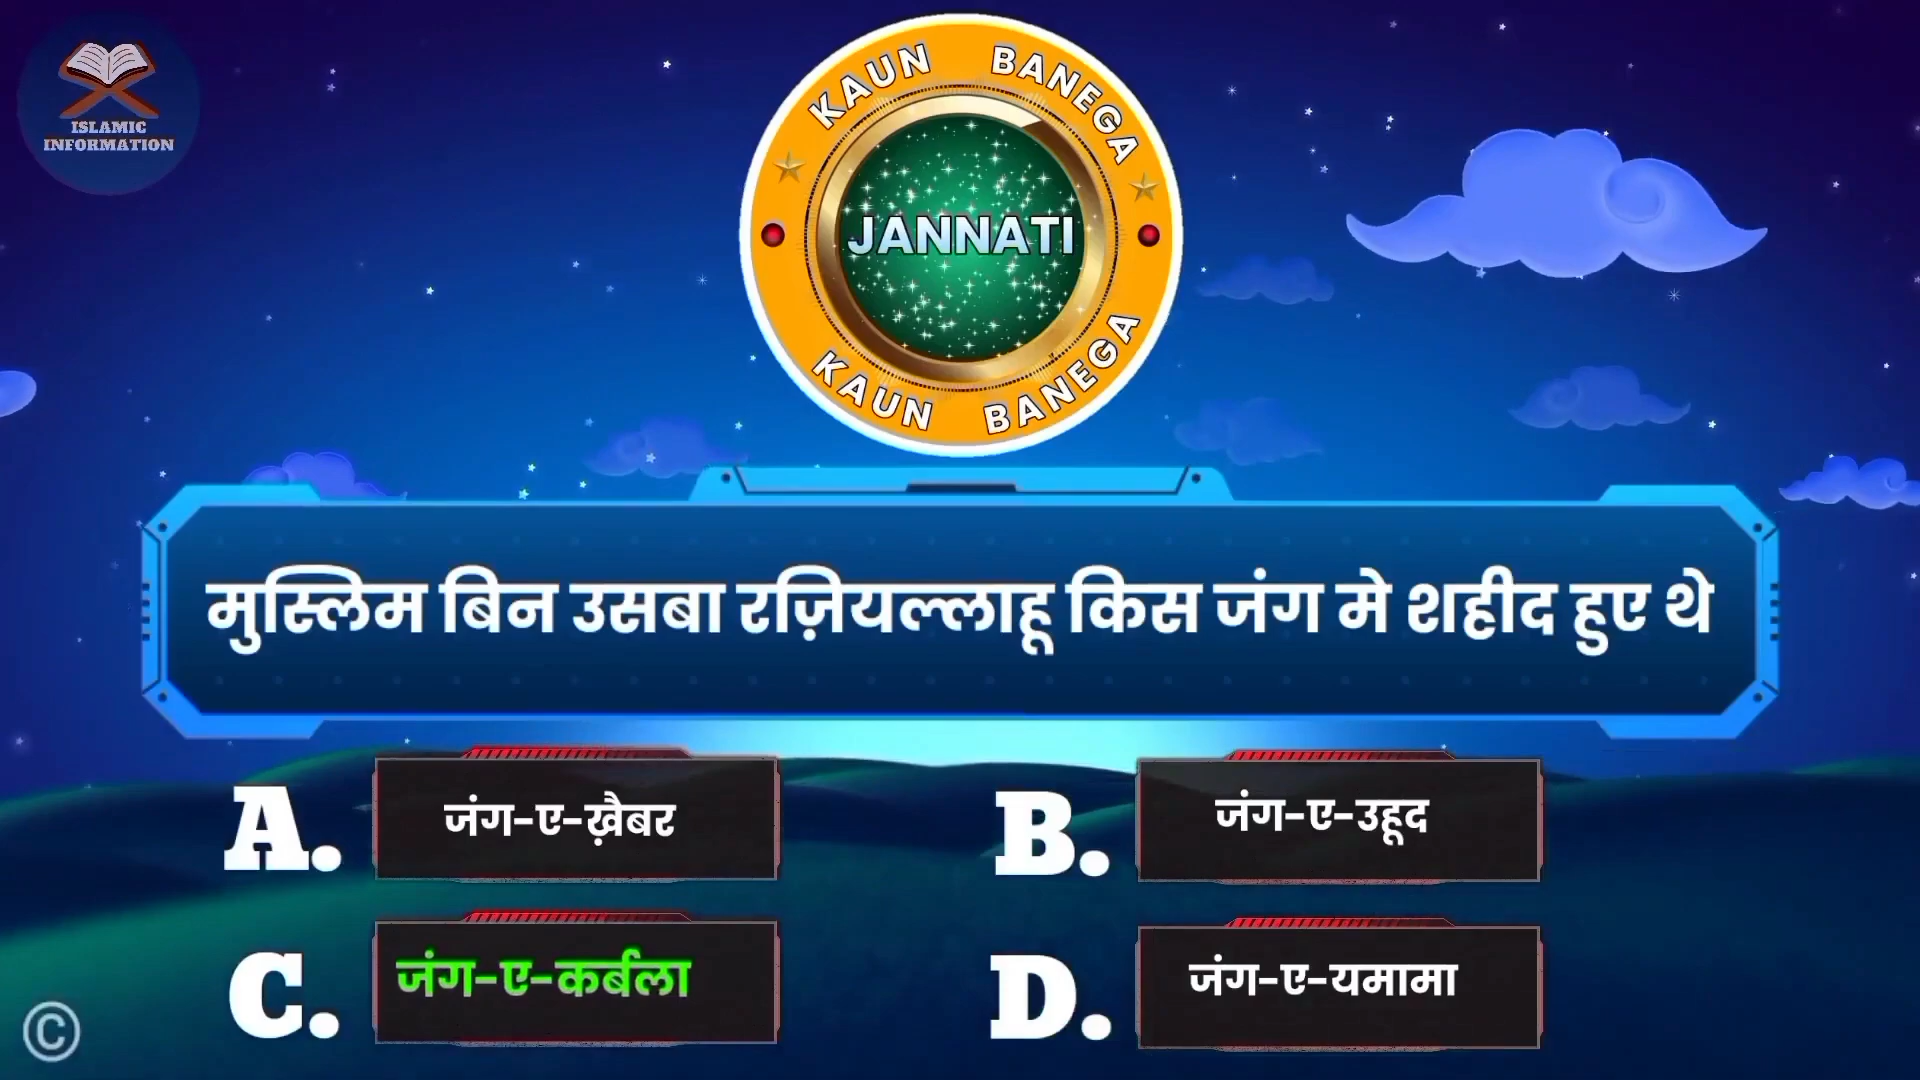 ISLAMIC
INFORMATION
KAUN BANEGA
JANNATI
KAUN BANEGA
मुस्लिम बिन उसबा रज़ियल्लाहू किस जंग मे शहीद हुए थे
A. जंग-ए-ख़ैबर
B. जंग-ए-उहूद
C. जंग-ए-कर्बला
D. जंग-ए-यमामा
©